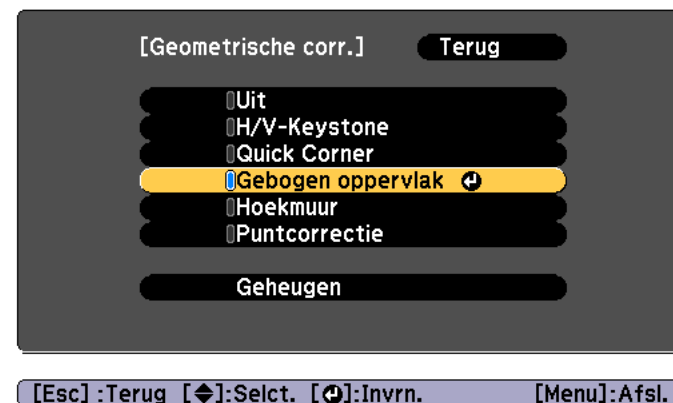 [Geometrische corr.] Terug
Uit
H/V-Keystone
Quick Corner
Gebogen oppervlak
Hoekmuur
Puntcorrectie
Geheugen
[Esc] :Terug [◆]:Selct. [↵]:Invrn. [Menu]:Afsl.